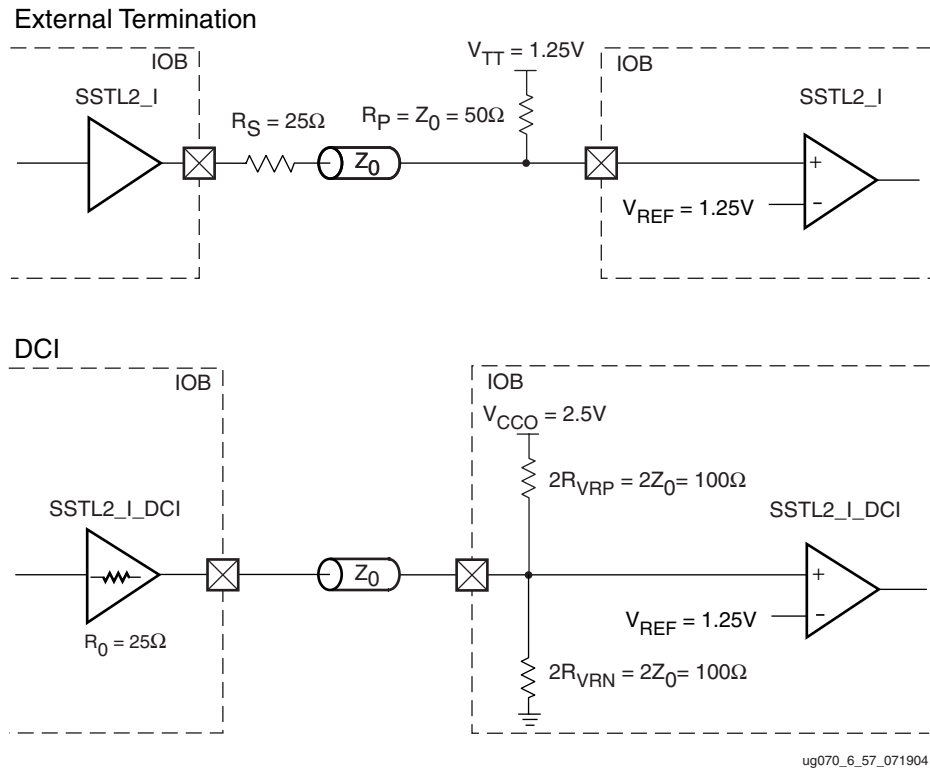 External Termination
IOB
SSTL2_I
R_S = 25Ω
Z_0
R_P = Z_0 = 50Ω
V_TT = 1.25V
IOB
SSTL2_I
+
–
V_REF = 1.25V
DCI
IOB
SSTL2_I_DCI
R_0 = 25Ω
Z_0
IOB
V_CCO = 2.5V
2R_VRP = 2Z_0= 100Ω
SSTL2_I_DCI
+
–
V_REF = 1.25V
2R_VRN = 2Z_0= 100Ω
ug070_6_57_071904